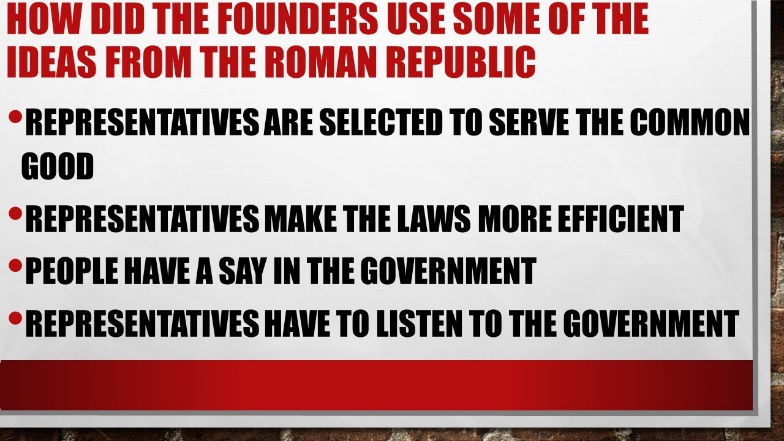 HOW DID THE FOUNDERS USE SOME OF THE
IDEAS FROM THE ROMAN REPUBLIC
•REPRESENTATIVES ARE SELECTED TO SERVE THE COMMON
GOOD
•REPRESENTATIVES MAKE THE LAWS MORE EFFICIENT
•PEOPLE HAVE A SAY IN THE GOVERNMENT
•REPRESENTATIVES HAVE TO LISTEN TO THE GOVERNMENT